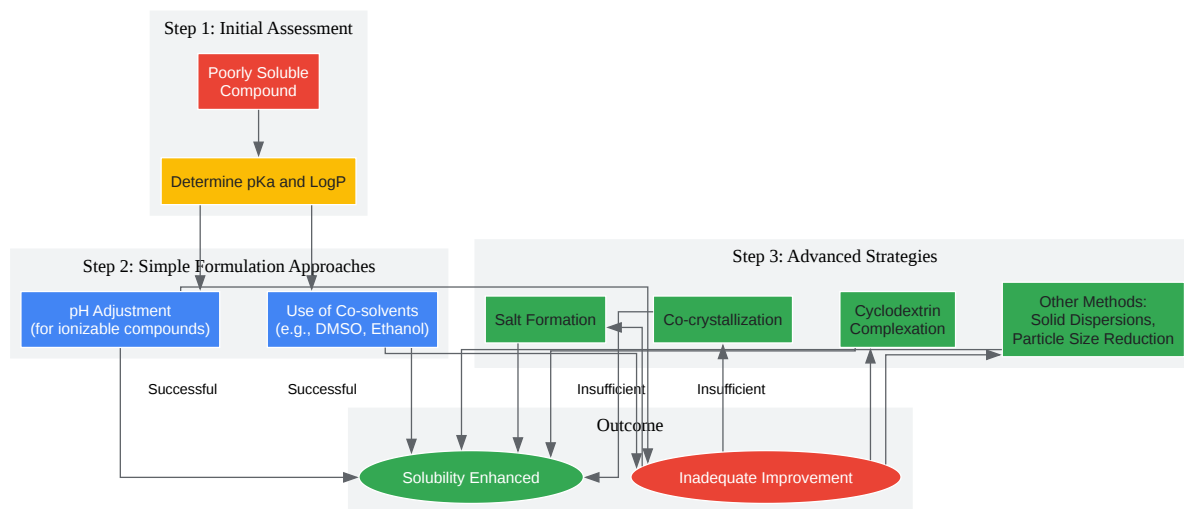 Step 1: Initial Assessment
Poorly Soluble
Compound
Determine pKa and LogP
Step 2: Simple Formulation Approaches
pH Adjustment
(for ionizable compounds)
Use of Co-solvents
(e.g., DMSO, Ethanol)
Step 3: Advanced Strategies
Salt Formation
Co-crystallization
Cyclodextrin
Complexation
Other Methods:
Solid Dispersions,
Particle Size Reduction
Successful
Successful
Insufficient
Insufficient
Outcome
Solubility Enhanced
Inadequate Improvement